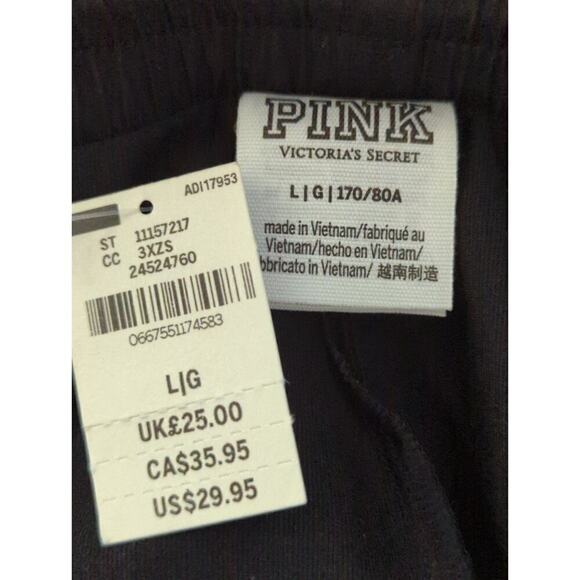 PINK
VICTORIA'S SECRET
L|G|170/80A
made in Vietnam/fabriqué au
Vietnam/hecho en Vietnam/
bbricato in Vietnam/ 越南制造
ADI17953
ST 11157217
CC 3XZS
24524760
0667551174583
L|G
UK£25.00
CA$35.95
US$29.95